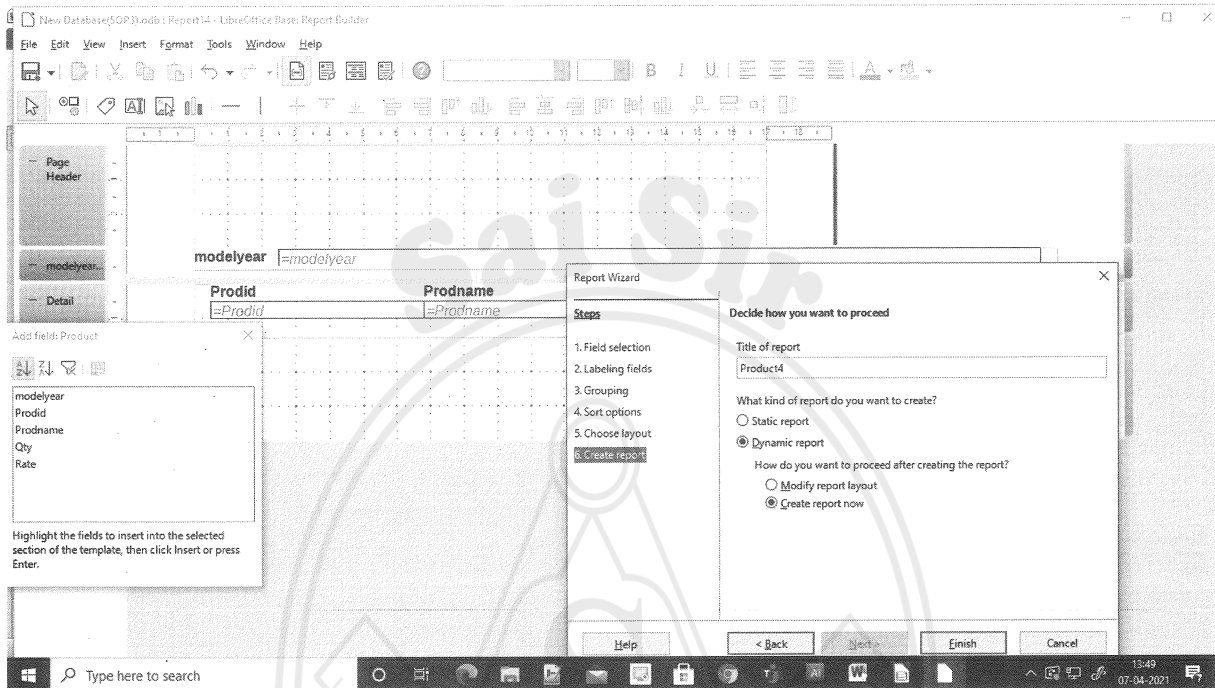 New Database(SOP3).odb : Report14 - LibreOffice Base: Report Builder
File Edit View Insert Format Tools Window Help
Page Header
modelyear...
Detail
modelyear =modelyear
Prodid Prodname
=Prodid =Prodname
Add field: Product
modelyear
Prodid
Prodname
Qty
Rate
Highlight the fields to insert into the selected
section of the template, then click Insert or press
Enter.
Report Wizard
Steps
1. Field selection
2. Labeling fields
3. Grouping
4. Sort options
5. Choose layout
6. Create report
Decide how you want to proceed
Title of report
Product4
What kind of report do you want to create?
Static report
Dynamic report
How do you want to proceed after creating the report?
Modify report layout
Create report now
Help < Back Next > Finish Cancel
Sai Sir
Type here to search
13:49
07-04-2021